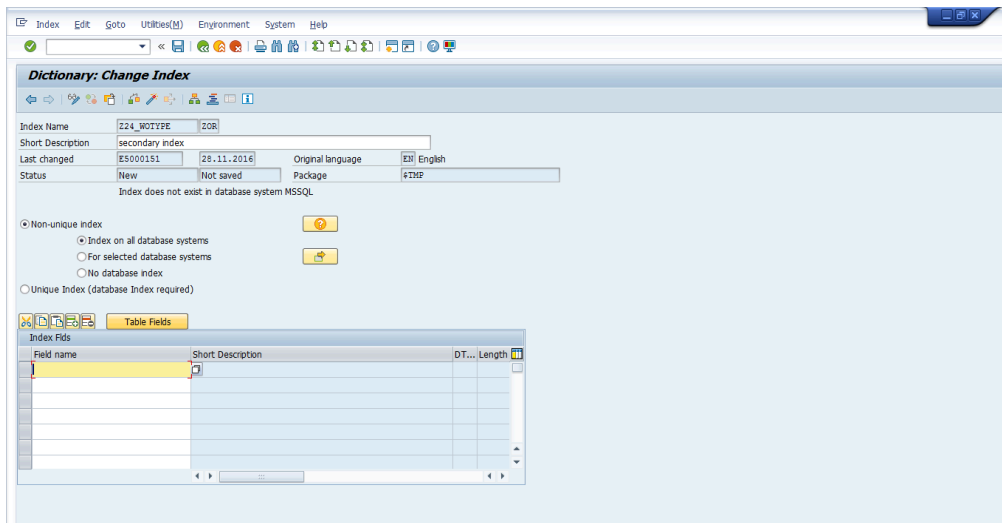 Index Edit Goto Utilities(M) Environment System Help
Dictionary: Change Index
Index Name Z24_WOTYPE ZOR
Short Description secondary index
Last changed E5000151 28.11.2016 Original language EN English
Status New Not saved Package $TMP
Index does not exist in database system MSSQL
Non-unique index
Index on all database systems
For selected database systems
No database index
Unique Index (database Index required)
Table Fields
Index Flds
Field name Short Description DT... Length